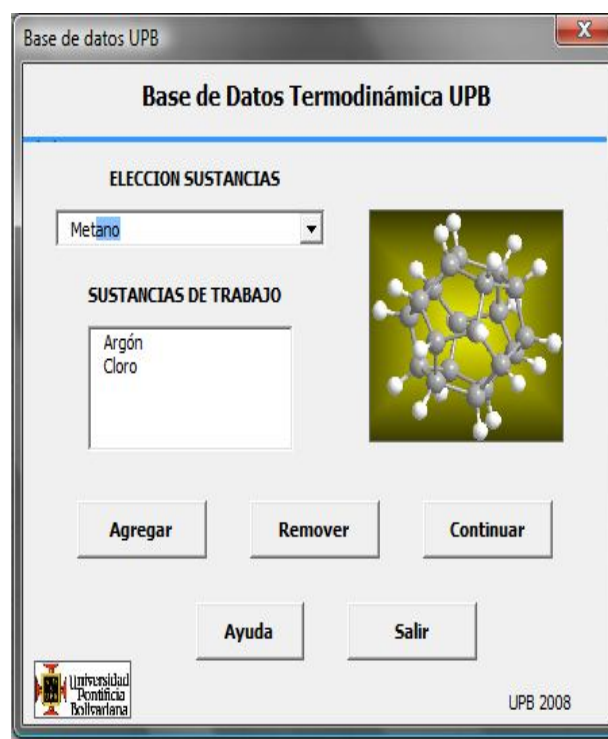 Base de datos UPB
Base de Datos Termodinámica UPB
ELECCION SUSTANCIAS
Metano
SUSTANCIAS DE TRABAJO
Argón
Cloro
Agregar
Remover
Continuar
Ayuda
Salir
Universidad
Pontificia
Bolivariana
UPB 2008